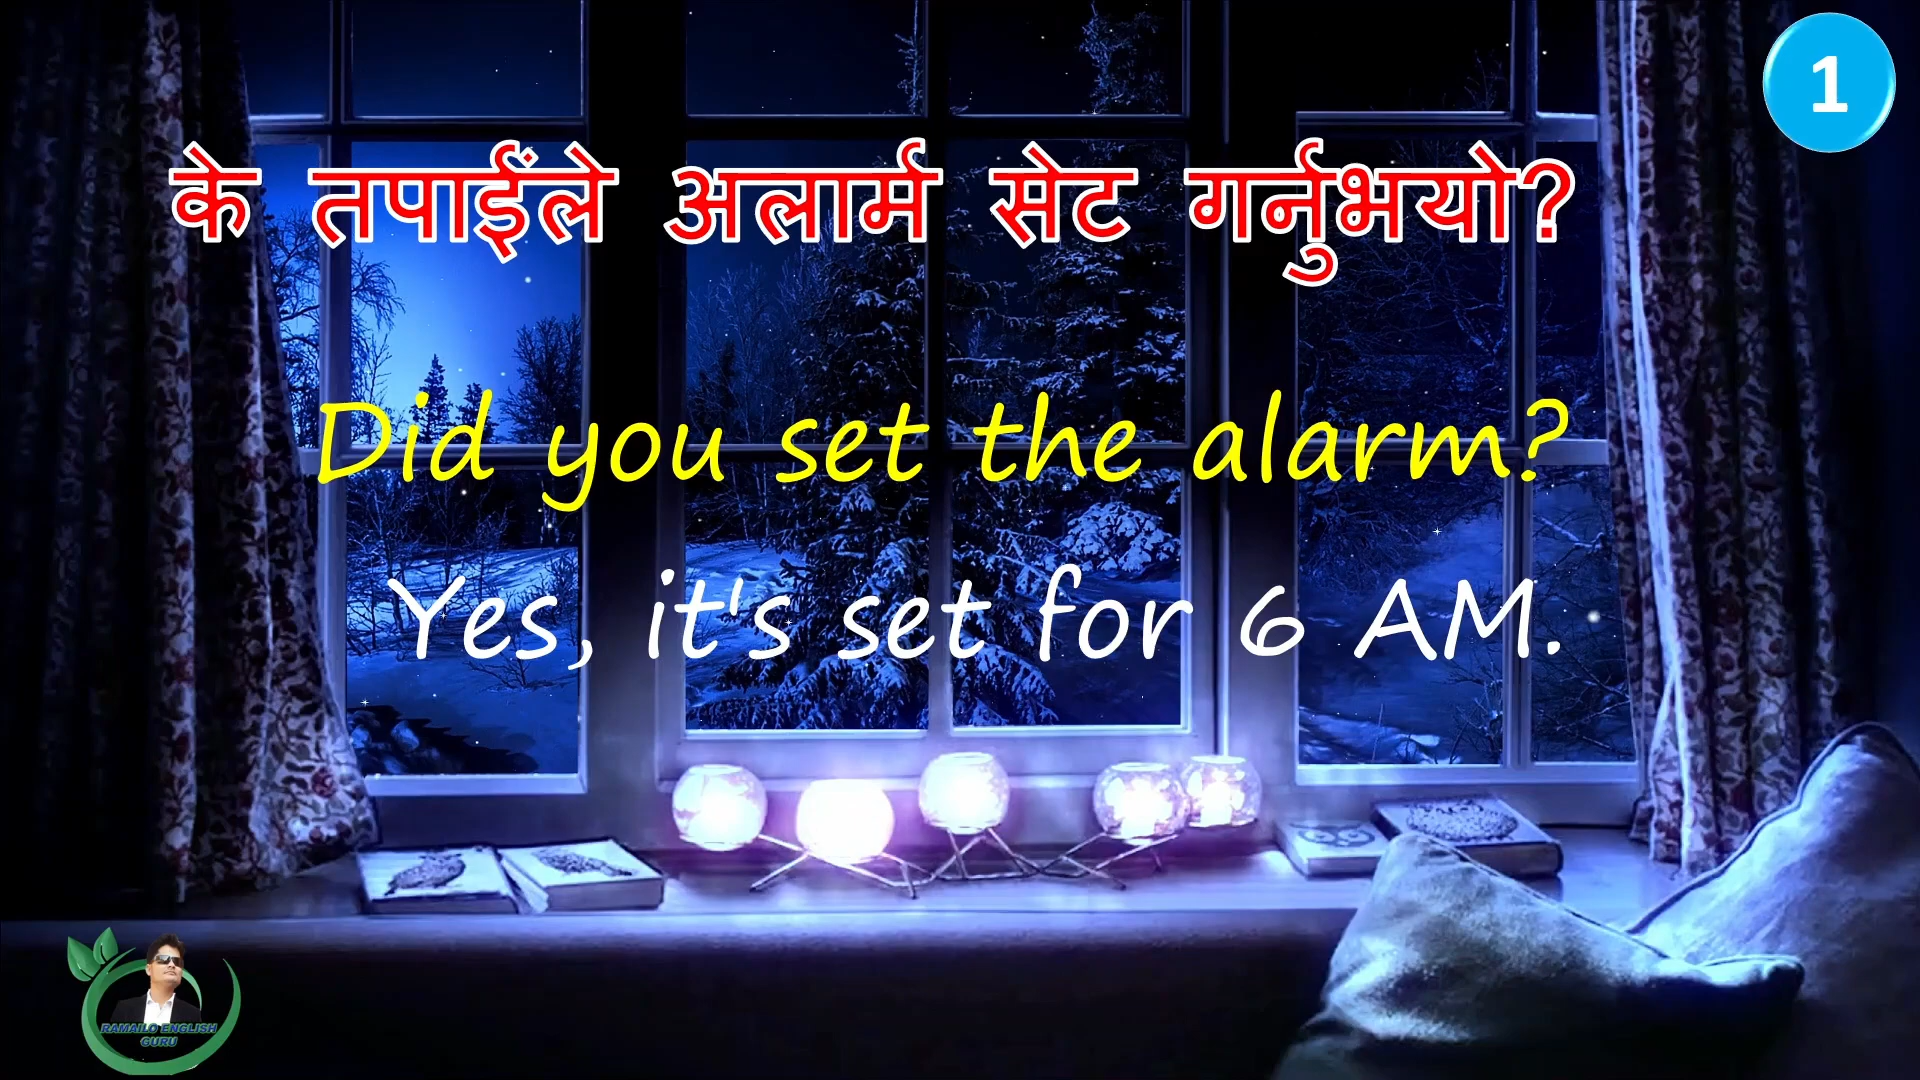 1
के तपाईंले अलार्म सेट गर्नुभयो?
Did you set the alarm?
Yes, it's set for 6 AM.
RAMAILO ENGLISH
GURU